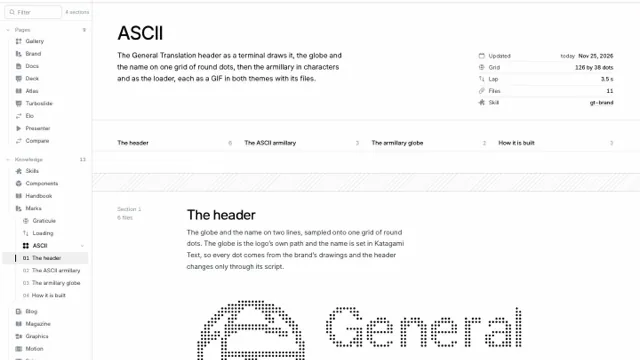 Filter
4 sections
Pages 9
Gallery
Brand
Docs
Deck
Atlas
Turboslide
Elo
Presenter
Compare
Knowledge 11
Skills
Components
Handbook
Marks
Graticule
Loading
ASCII
01 The header
02 The ASCII armillary
03 The armillary globe
04 How it is built
Blog
Magazine
Graphics
Motion
ASCII
The General Translation header as a terminal draws it, the globe and
the name on one grid of round dots, then the armillary in characters
and as the loader, each as a GIF in both themes with its files.
Updated today Nov 25, 2026
Grid 126 by 38 dots
Lap 3.5 s
Files 11
Skill gt-brand
The header 6
The ASCII armillary 3
The armillary globe 2
How it is built 3
Section 1
6 files
The header
The globe and the name on two lines, sampled onto one grid of round
dots. The globe is the logo's own path and the name is set in Katagami
Text, so every dot comes from the brand's drawings and the header
changes only through its script.
General